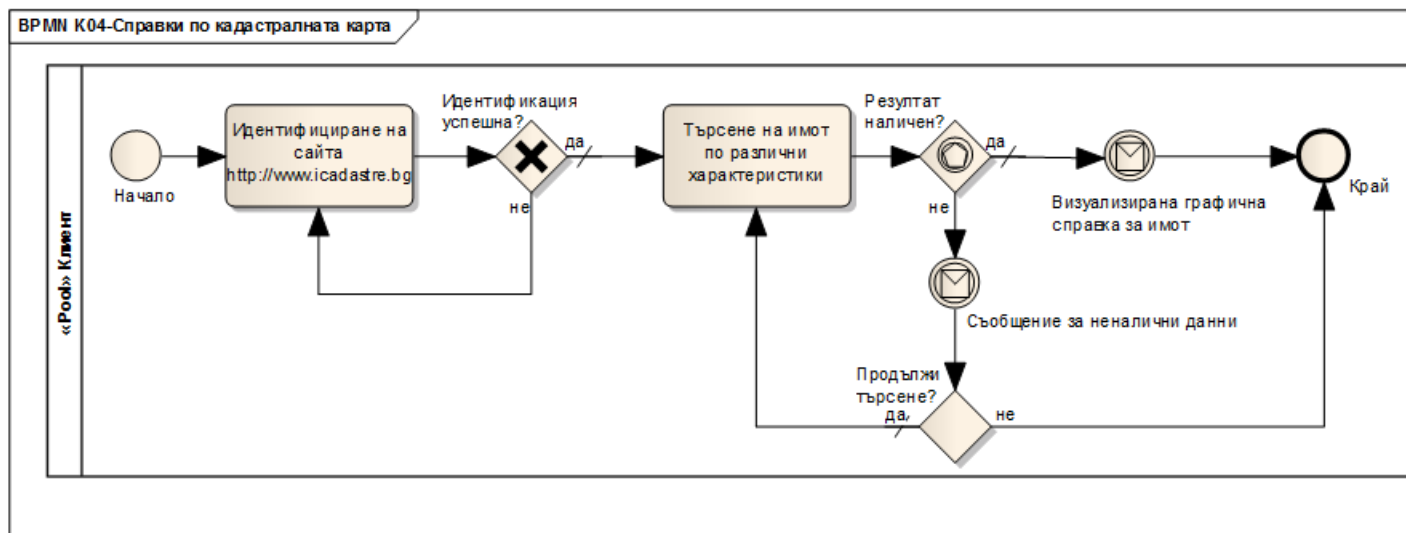 BPMN K04-Справки по кадастралната карта
«Pool» Клиент
Начало
Идентифициране на
сайта
http://www.icadastre.bg
Идентификация
успешна?
да
не
Търсене на имот
по различни
характеристики
Резултат
наличен?
да
не
Визуализирана графична
справка за имот
Край
Съобщение за неналични данни
Продължи
търсене?
да
не